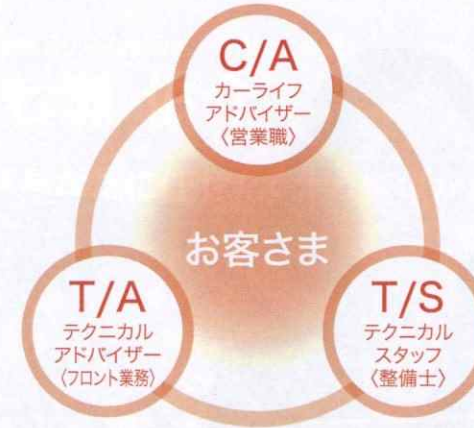 C/A
カーライフ
アドバイザー
〈営業職〉
お客さま
T/A
テクニカル
アドバイザー
〈フロント業務〉
T/S
テクニカル
スタッフ
〈整備士〉